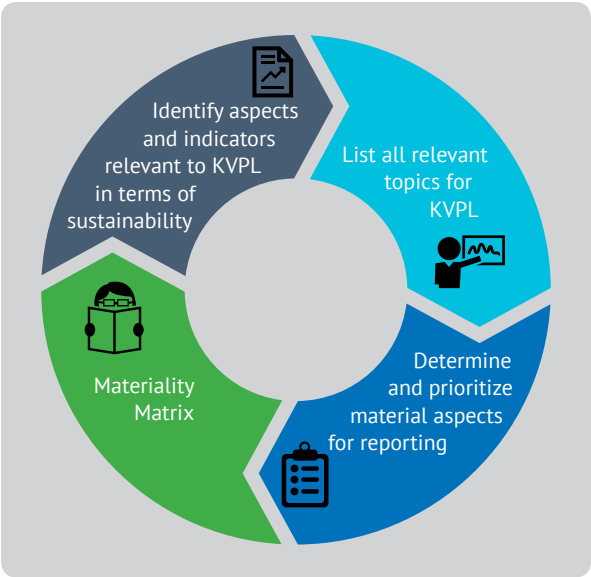 Identify aspects
and indicators
relevant to KVPL
in terms of
sustainability
List all relevant
topics for
KVPL
Determine
and prioritize
material aspects
for reporting
Materiality
Matrix